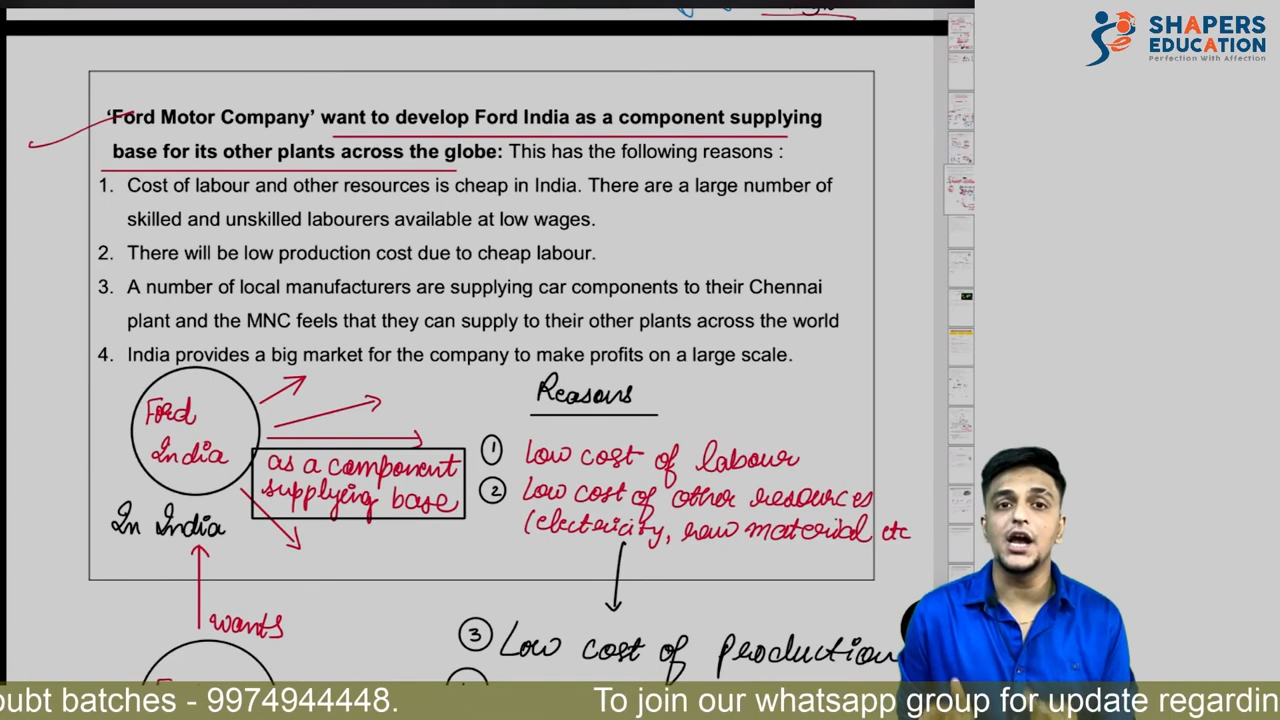 SHAPERS
EDUCATION
Perfection With Affection
‘Ford Motor Company’ want to develop Ford India as a component supplying
base for its other plants across the globe: This has the following reasons :
1. Cost of labour and other resources is cheap in India. There are a large number of
skilled and unskilled labourers available at low wages.
2. There will be low production cost due to cheap labour.
3. A number of local manufacturers are supplying car components to their Chennai
plant and the MNC feels that they can supply to their other plants across the world
4. India provides a big market for the company to make profits on a large scale.
Ford
India
as a component
supplying base
In India
wants
Reasons
1 Low cost of labour
2 Low cost of other resources
(electricity, raw material etc
3 Low cost of production
oubt batches - 9974944448. To join our whatsapp group for update regardin